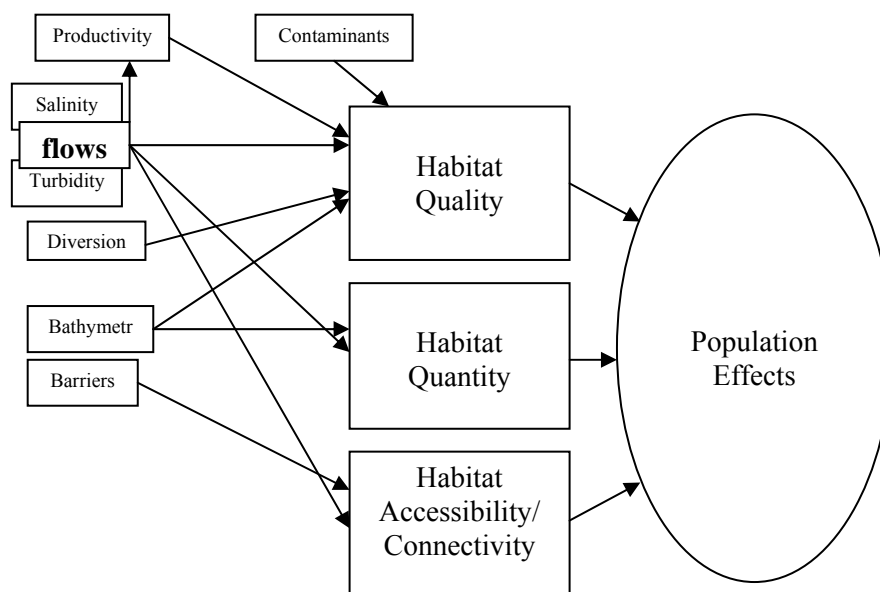 Productivity
Contaminants
Salinity
flows
Turbidity
Diversion
Bathymetr
Barriers
Habitat
Quality
Habitat
Quantity
Habitat
Accessibility/
Connectivity
Population
Effects